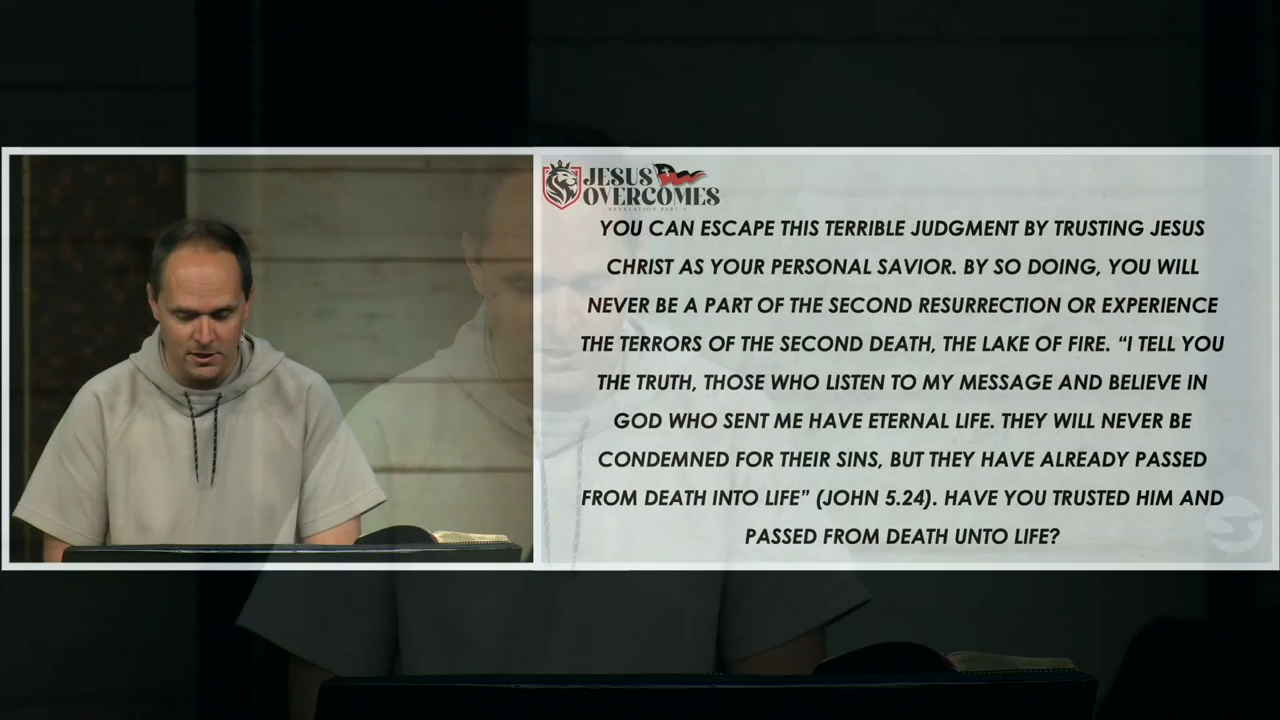 JESUS
OVERCOMES
REVELATION PART 2
YOU CAN ESCAPE THIS TERRIBLE JUDGMENT BY TRUSTING JESUS
CHRIST AS YOUR PERSONAL SAVIOR. BY SO DOING, YOU WILL
NEVER BE A PART OF THE SECOND RESURRECTION OR EXPERIENCE
THE TERRORS OF THE SECOND DEATH, THE LAKE OF FIRE. “I TELL YOU
THE TRUTH, THOSE WHO LISTEN TO MY MESSAGE AND BELIEVE IN
GOD WHO SENT ME HAVE ETERNAL LIFE. THEY WILL NEVER BE
CONDEMNED FOR THEIR SINS, BUT THEY HAVE ALREADY PASSED
FROM DEATH INTO LIFE” (JOHN 5.24). HAVE YOU TRUSTED HIM AND
PASSED FROM DEATH UNTO LIFE?